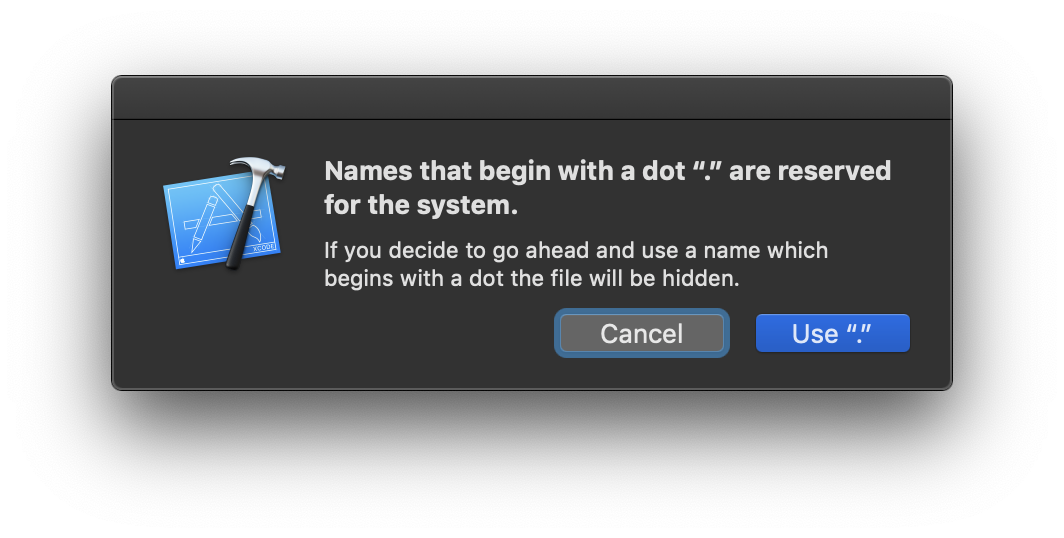 Names that begin with a dot “.” are reserved
for the system.
If you decide to go ahead and use a name which
begins with a dot the file will be hidden.
Cancel
Use “.”
XCODE